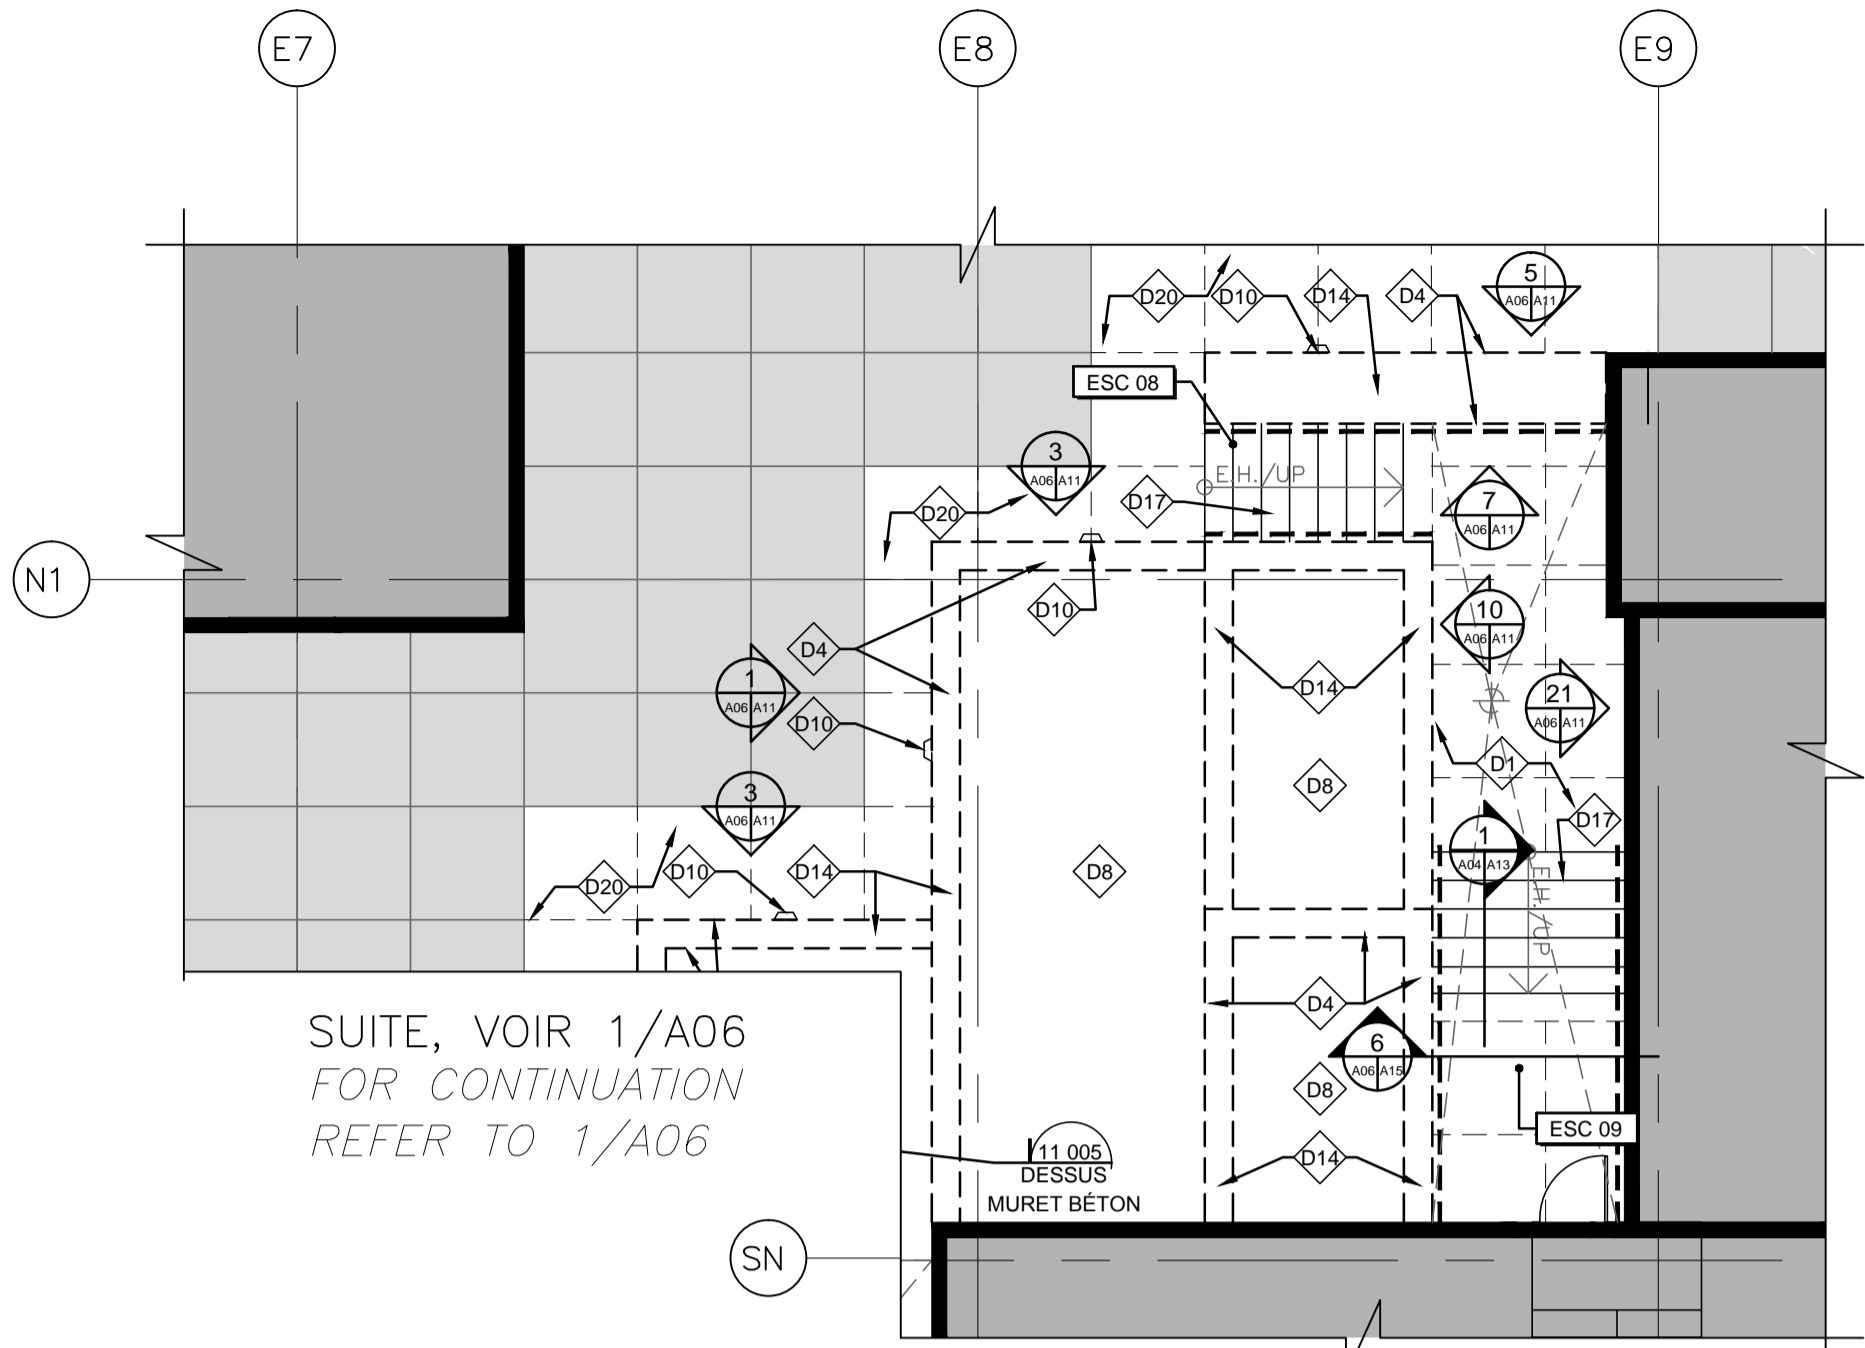 E7
E8
E9
5
A06 A11
D20
D10
D14
D4
ESC 08
3
A06 A11
E.H./UP
D17
D20
7
A06 A11
N1
D10
10
A06 A11
D4
1
A06 A11
D14
21
A06 A11
D10
D1
D8
3
A06 A11
D17
1
A04 A13
D20
D10
D14
D8
E.H./UP
D4
SUITE, VOIR 1/A06
FOR CONTINUATION
REFER TO 1/A06
6
A06 A15
D8
ESC 09
11 005
DESSUS
MURET BÉTON
D14
SN